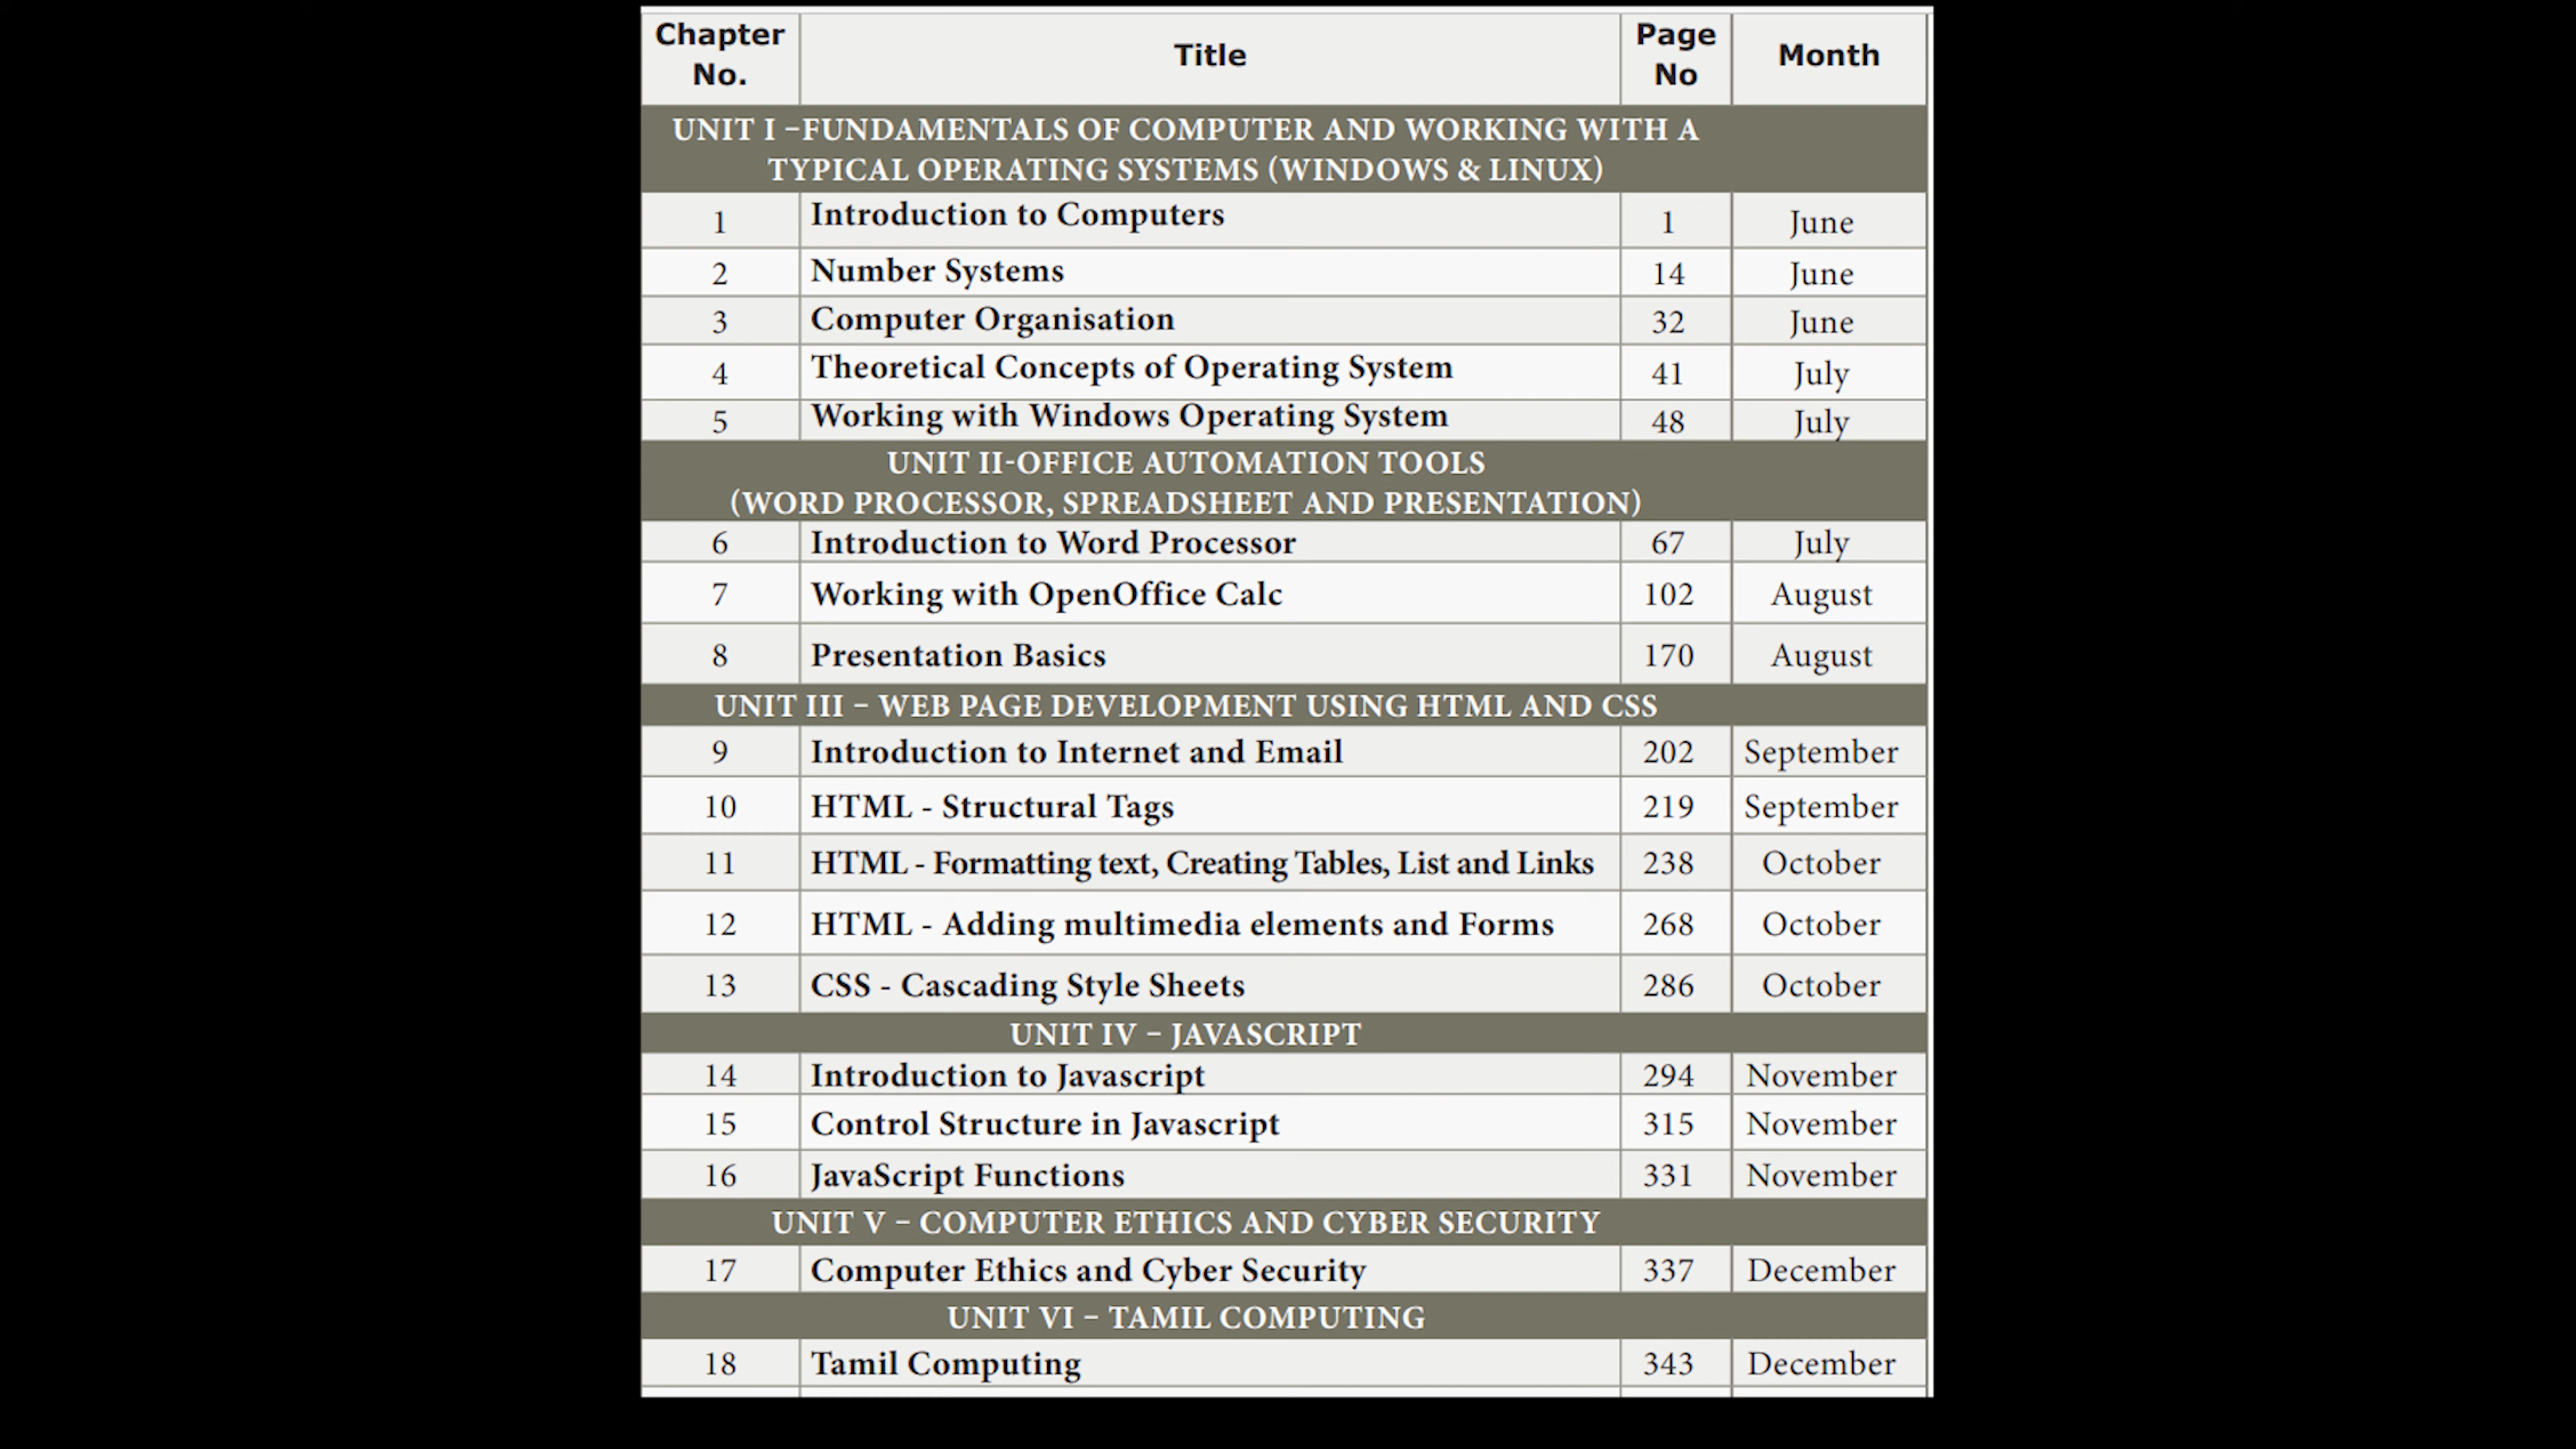 Chapter No. Title Page No Month
UNIT I –FUNDAMENTALS OF COMPUTER AND WORKING WITH A
TYPICAL OPERATING SYSTEMS (WINDOWS & LINUX)
1 Introduction to Computers 1 June
2 Number Systems 14 June
3 Computer Organisation 32 June
4 Theoretical Concepts of Operating System 41 July
5 Working with Windows Operating System 48 July
UNIT II-OFFICE AUTOMATION TOOLS
(WORD PROCESSOR, SPREADSHEET AND PRESENTATION)
6 Introduction to Word Processor 67 July
7 Working with OpenOffice Calc 102 August
8 Presentation Basics 170 August
UNIT III – WEB PAGE DEVELOPMENT USING HTML AND CSS
9 Introduction to Internet and Email 202 September
10 HTML - Structural Tags 219 September
11 HTML - Formatting text, Creating Tables, List and Links 238 October
12 HTML - Adding multimedia elements and Forms 268 October
13 CSS - Cascading Style Sheets 286 October
UNIT IV – JAVASCRIPT
14 Introduction to Javascript 294 November
15 Control Structure in Javascript 315 November
16 JavaScript Functions 331 November
UNIT V – COMPUTER ETHICS AND CYBER SECURITY
17 Computer Ethics and Cyber Security 337 December
UNIT VI – TAMIL COMPUTING
18 Tamil Computing 343 December